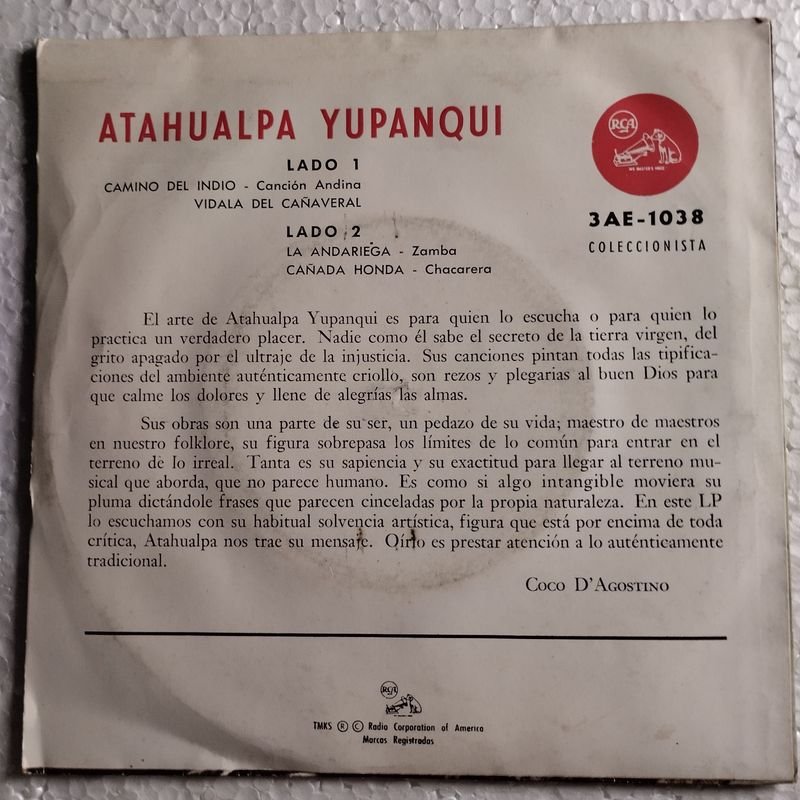 ATAHUALPA YUPANQUI
RCA
HIS MASTER'S VOICE
3AE-1038
COLECCIONISTA
LADO 1
CAMINO DEL INDIO - Canción Andina
VIDALA DEL CAÑAVERAL
LADO 2
LA ANDARIEGA - Zamba
CAÑADA HONDA - Chacarera
El arte de Atahualpa Yupanqui es para quien lo escucha o para quien lo
practica un verdadero placer. Nadie como él sabe el secreto de la tierra virgen, del
grito apagado por el ultraje de la injusticia. Sus canciones pintan todas las tipifica-
ciones del ambiente auténticamente criollo, son rezos y plegarias al buen Dios para
que calme los dolores y llene de alegrías las almas.
Sus obras son una parte de su ser, un pedazo de su vida; maestro de maestros
en nuestro folklore, su figura sobrepasa los límites de lo común para entrar en el
terreno de lo irreal. Tanta es su sapiencia y su exactitud para llegar al terreno mu-
sical que aborda, que no parece humano. Es como si algo intangible moviera su
pluma dictándole frases que parecen cinceladas por la propia naturaleza. En este LP
lo escuchamos con su habitual solvencia artística, figura que está por encima de toda
crítica, Atahualpa nos trae su mensaje. Oírlo es prestar atención a lo auténticamente
tradicional.
COCO D'AGOSTINO
RCA
TMKS ® © Radio Corporation of America
Marcas Registradas